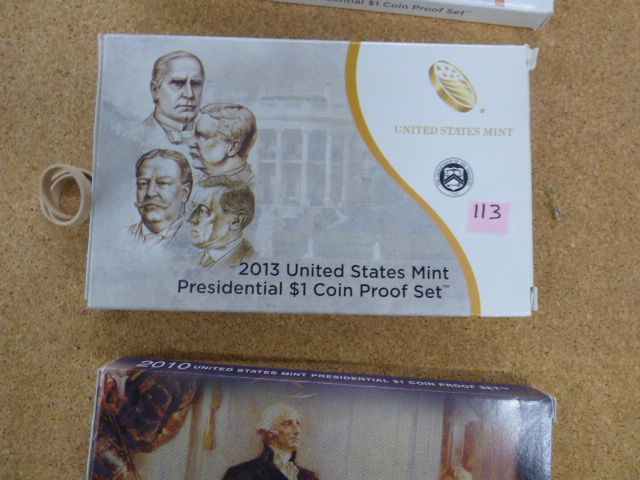 ential $1 Coin Proof Set™
UNITED STATES MINT
113
2013 United States Mint
Presidential $1 Coin Proof Set™
2010 UNITED STATES MINT PRESIDENTIAL $1 COIN PROOF SET™